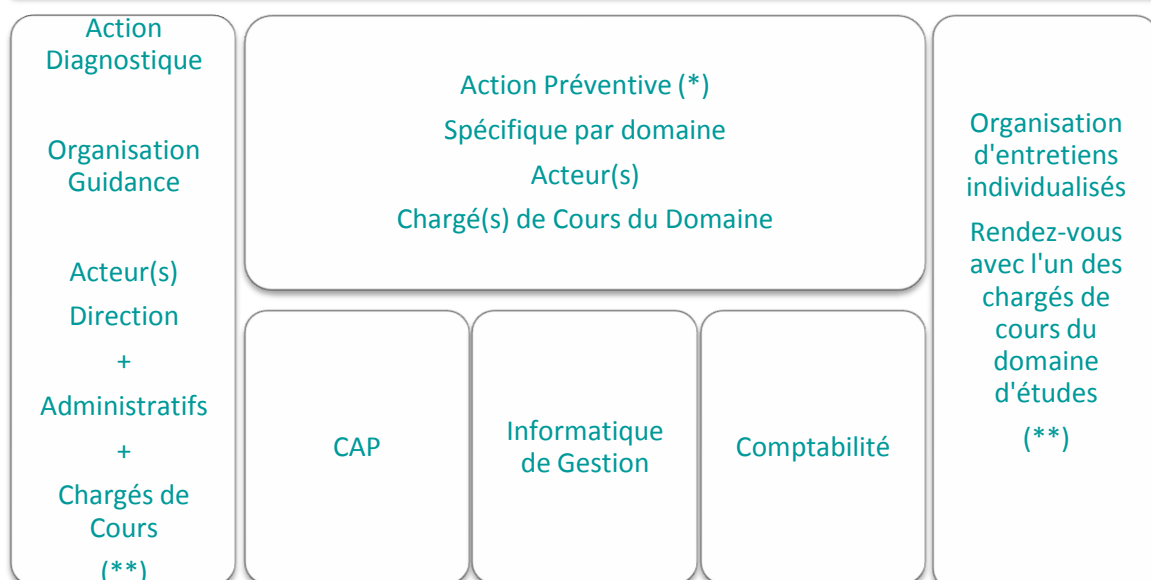 Action
Diagnostique
Organisation
Guidance
Acteur(s)
Direction
+
Administratifs
+
Chargés de
Cours
(**)
Action Préventive (*)
Spécifique par domaine
Acteur(s)
Chargé(s) de Cours du Domaine
CAP
Informatique
de Gestion
Comptabilité
Organisation
d'entretiens
individualisés
Rendez-vous
avec l'un des
chargés de
cours du
domaine
d'études
(**)